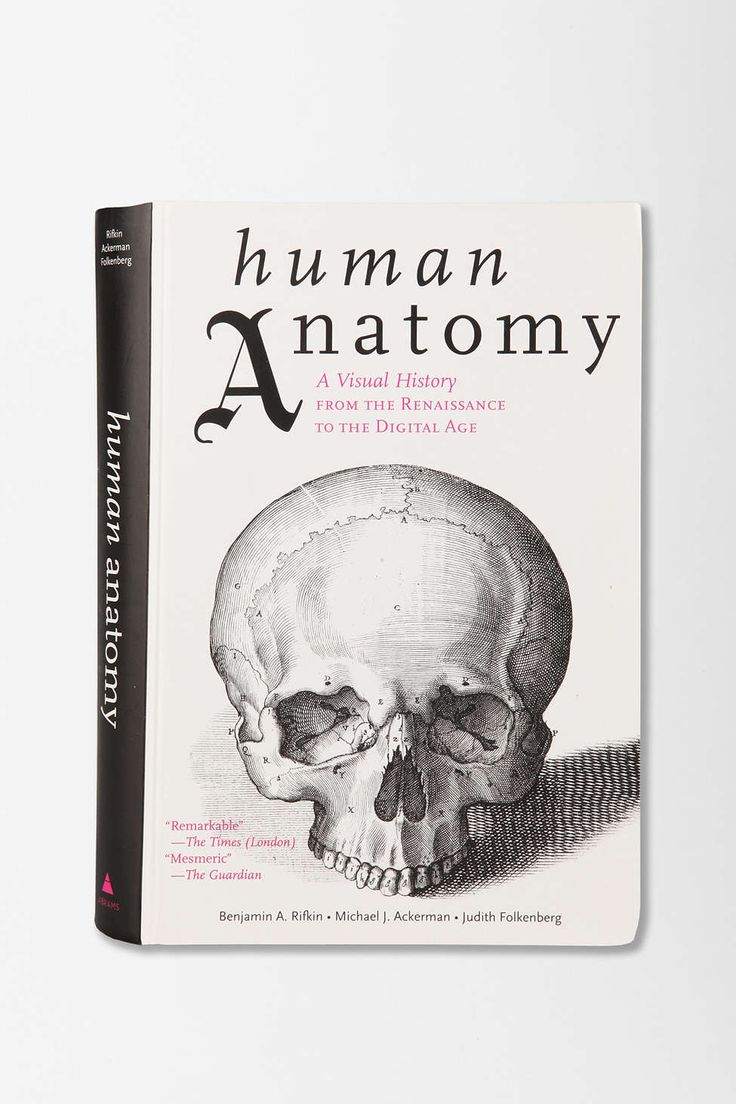 Rifkin
Ackerman
Folkenberg
human anatomy
ABRAMS
human
Anatomy
A Visual History
FROM THE RENAISSANCE
TO THE DIGITAL AGE
“Remarkable”
—The Times (London)
“Mesmeric”
—The Guardian
Benjamin A. Rifkin • Michael J. Ackerman • Judith Folkenberg